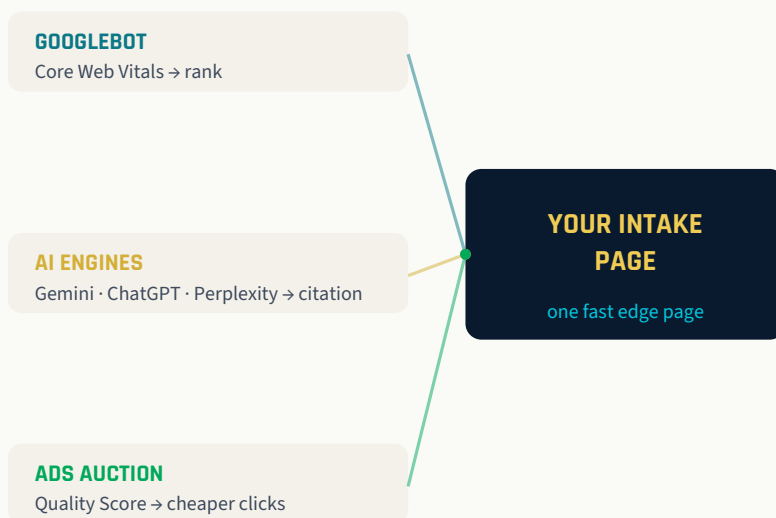 GOOGLEBOT
Core Web Vitals → rank
AI ENGINES
Gemini · ChatGPT · Perplexity → citation
ADS AUCTION
Quality Score → cheaper clicks
YOUR INTAKE
PAGE
one fast edge page